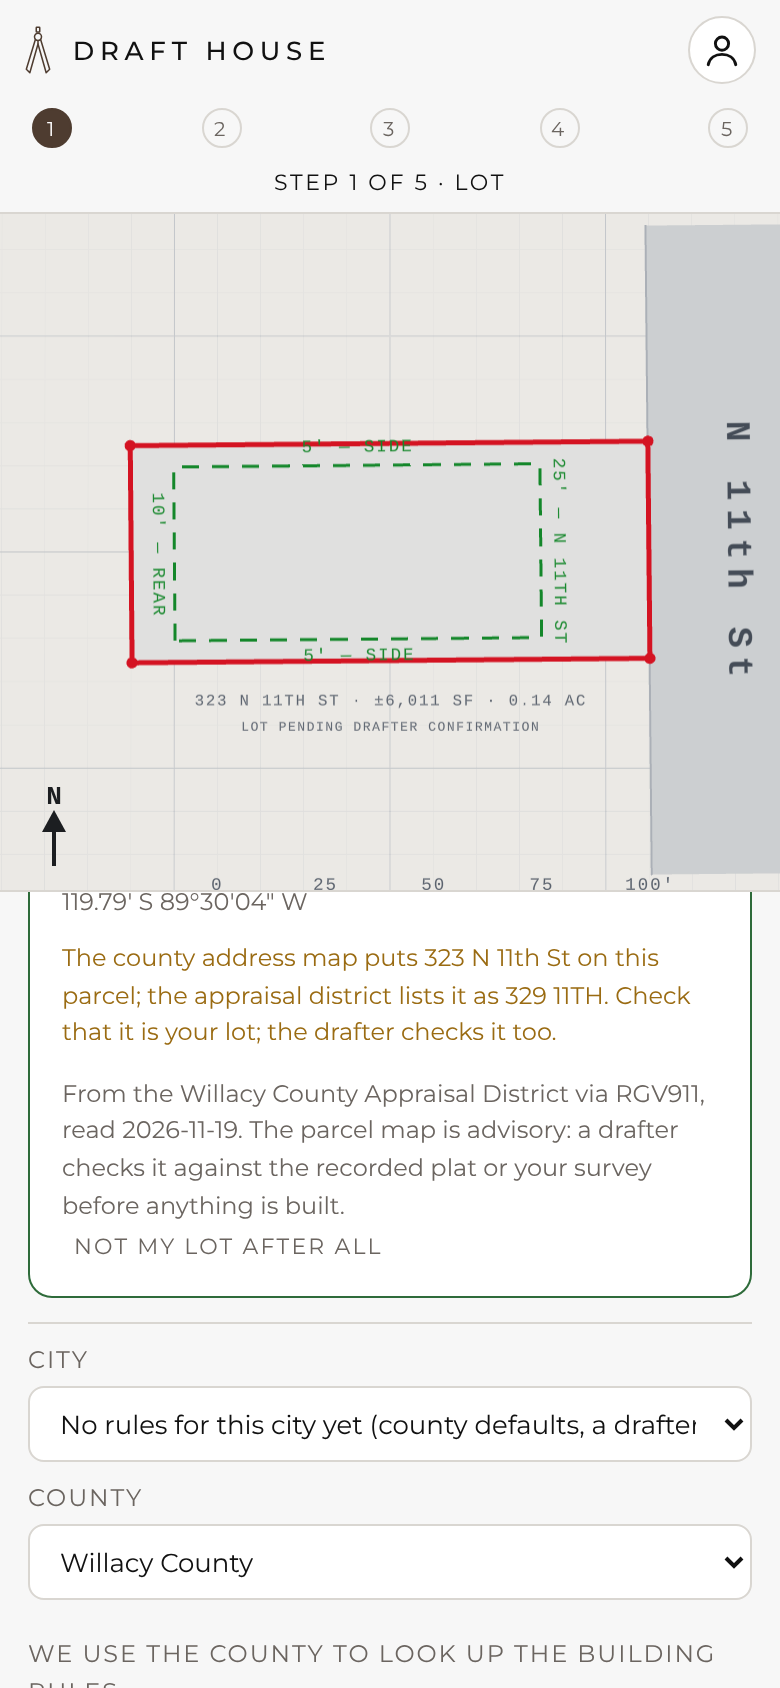 DRAFT HOUSE
1 2 3 4 5
STEP 1 OF 5 · LOT
5' — SIDE
10' — REAR
25' — N 11TH ST
N 11th St
5' — SIDE
323 N 11TH ST · ±6,011 SF · 0.14 AC
LOT PENDING DRAFTER CONFIRMATION
N
0 25 50 75 100'
119.79' S 89°30'04" W
The county address map puts 323 N 11th St on this
parcel; the appraisal district lists it as 329 11TH. Check
that it is your lot; the drafter checks it too.
From the Willacy County Appraisal District via RGV911,
read 2026-11-19. The parcel map is advisory: a drafter
checks it against the recorded plat or your survey
before anything is built.
NOT MY LOT AFTER ALL
CITY
No rules for this city yet (county defaults, a drafter
COUNTY
Willacy County
WE USE THE COUNTY TO LOOK UP THE BUILDING
RULES